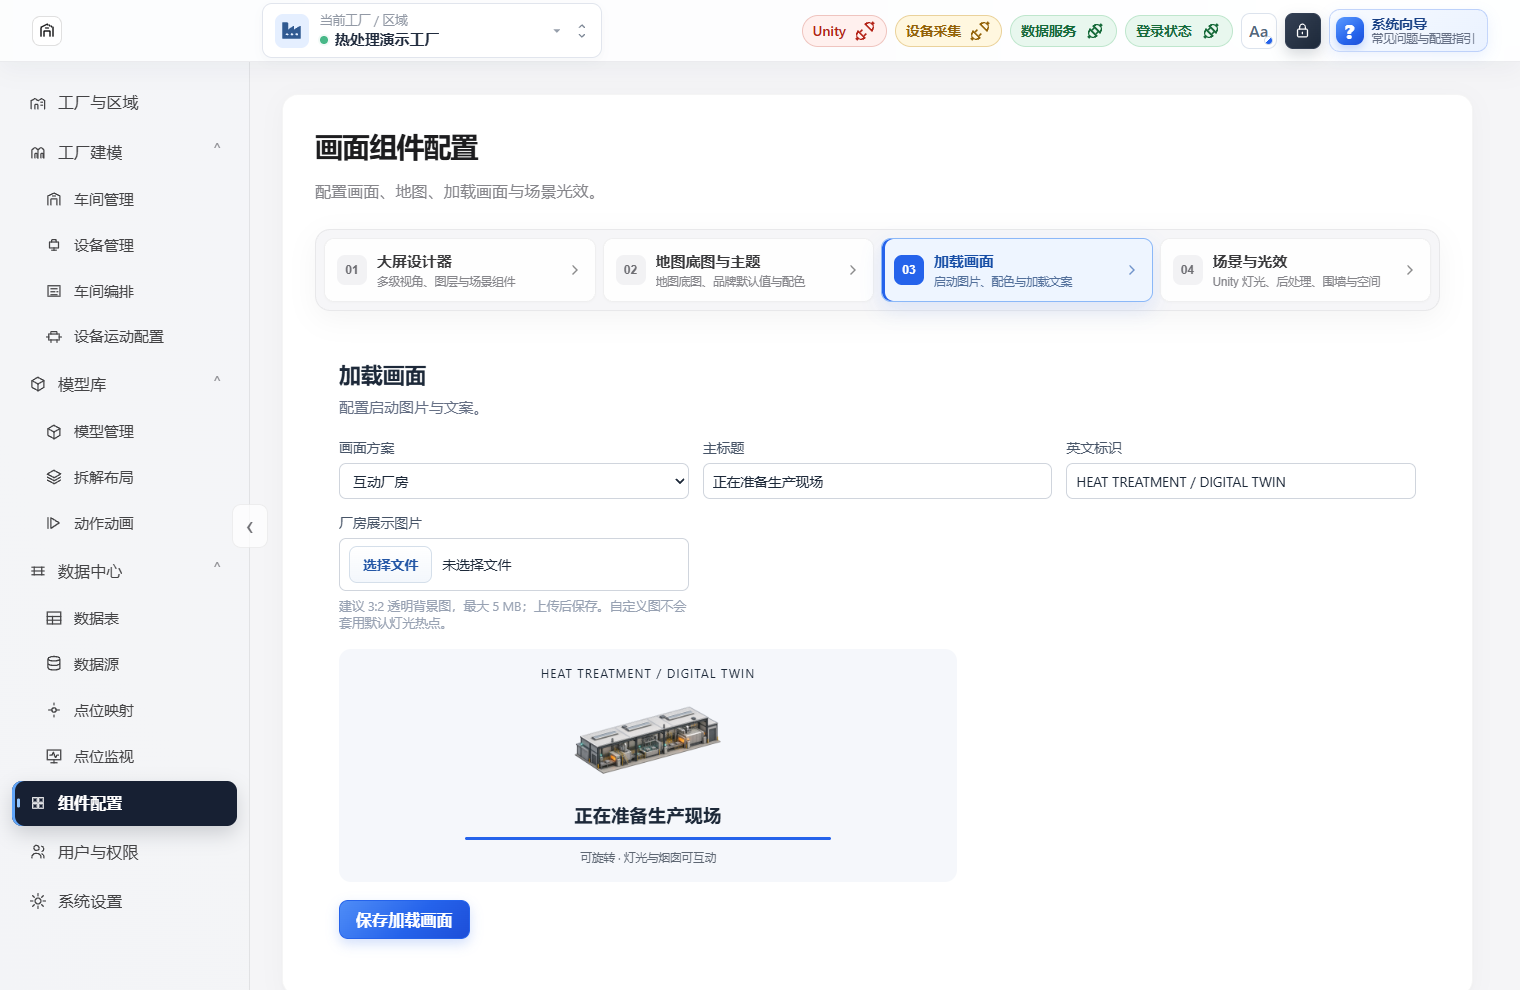 当前工厂 / 区域
热处理演示工厂
Unity
设备采集
数据服务
登录状态
Aa
?
系统向导
常见问题与配置指引
工厂与区域
工厂建模
车间管理
设备管理
车间编排
设备运动配置
模型库
模型管理
拆解布局
动作动画
数据中心
数据表
数据源
点位映射
点位监视
组件配置
用户与权限
系统设置
画面组件配置
配置画面、地图、加载画面与场景光效。
01
大屏设计器
多级视角、图层与场景组件
02
地图底图与主题
地图底图、品牌默认值与配色
03
加载画面
启动图片、配色与加载文案
04
场景与光效
Unity 灯光、后处理、围墙与空间
加载画面
配置启动图片与文案。
画面方案
互动厂房
主标题
正在准备生产现场
英文标识
HEAT TREATMENT / DIGITAL TWIN
厂房展示图片
选择文件 未选择文件
建议 3:2 透明背景图，最大 5 MB；上传后保存。自定义图不会
套用默认灯光热点。
HEAT TREATMENT / DIGITAL TWIN
正在准备生产现场
可旋转 · 灯光与烟囱可互动
保存加载画面